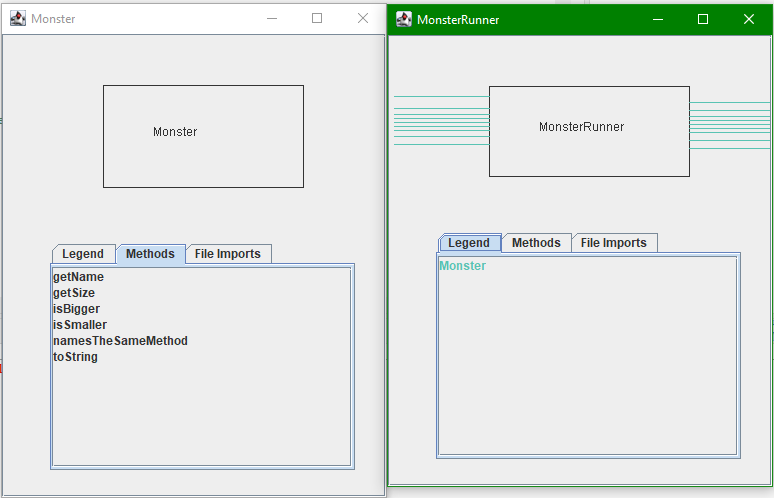 Monster
Monster
Legend Methods File Imports
getName
getSize
isBigger
isSmaller
namesTheSameMethod
toString
MonsterRunner
MonsterRunner
Legend Methods File Imports
Monster